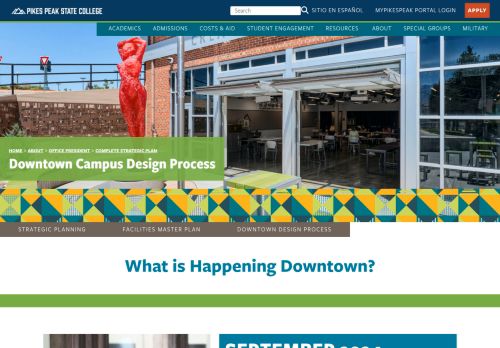 PIKES PEAK STATE COLLEGE
Search
SITIO EN ESPAÑOL
MYPIKESPEAK PORTAL LOGIN
APPLY
ACADEMICS ADMISSIONS COSTS & AID STUDENT ENGAGEMENT RESOURCES ABOUT SPECIAL GROUPS MILITARY
HOME > ABOUT > OFFICE PRESIDENT > COMPLETE STRATEGIC PLAN
Downtown Campus Design Process
STRATEGIC PLANNING FACILITIES MASTER PLAN DOWNTOWN DESIGN PROCESS
What is Happening Downtown?
SEPTEMBER 2024